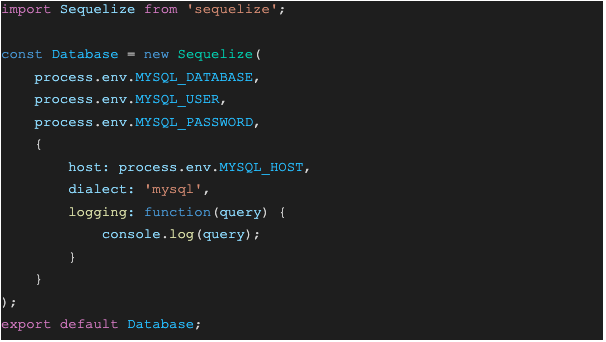 import Sequelize from 'sequelize';

const Database = new Sequelize(
    process.env.MYSQL_DATABASE,
    process.env.MYSQL_USER,
    process.env.MYSQL_PASSWORD,
    {
        host: process.env.MYSQL_HOST,
        dialect: 'mysql',
        logging: function(query) {
            console.log(query);
        }
    }
);
export default Database;